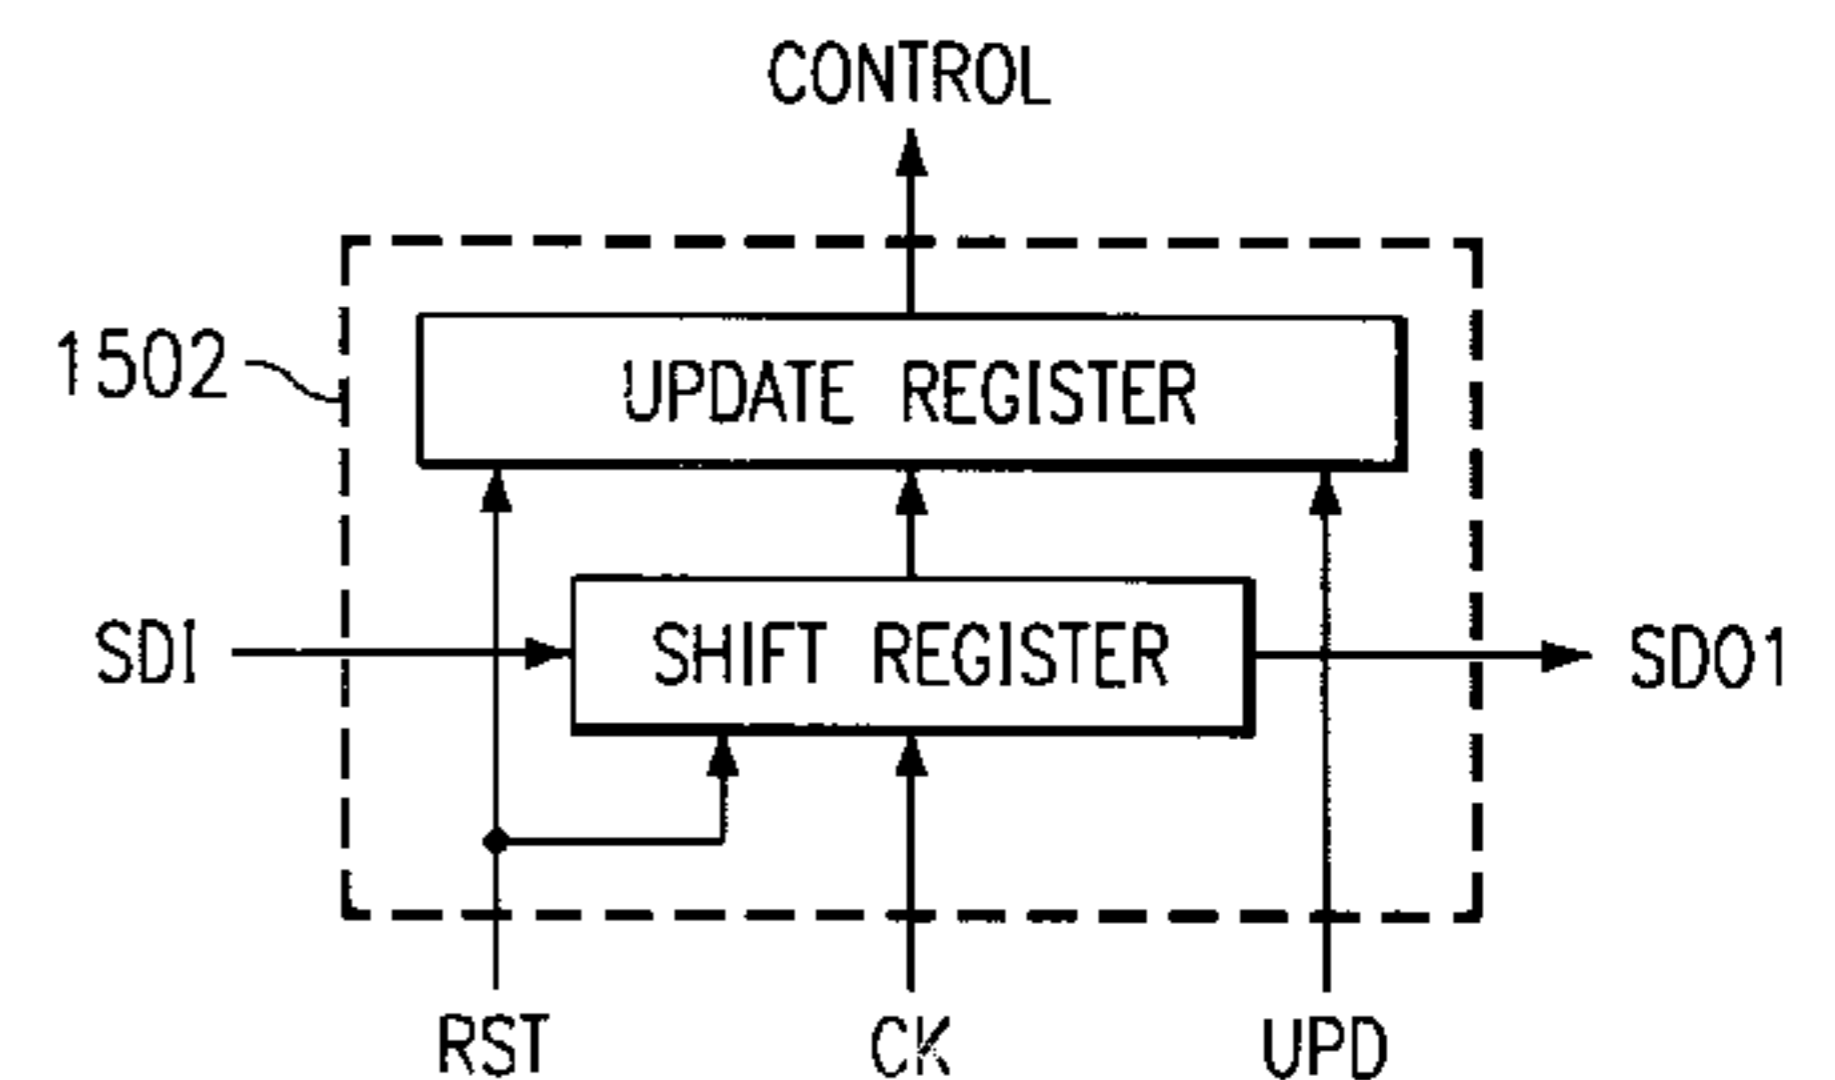 CONTROL
1502
UPDATE REGISTER
SDI
SHIFT REGISTER
SDO1
RST
CK
UPD